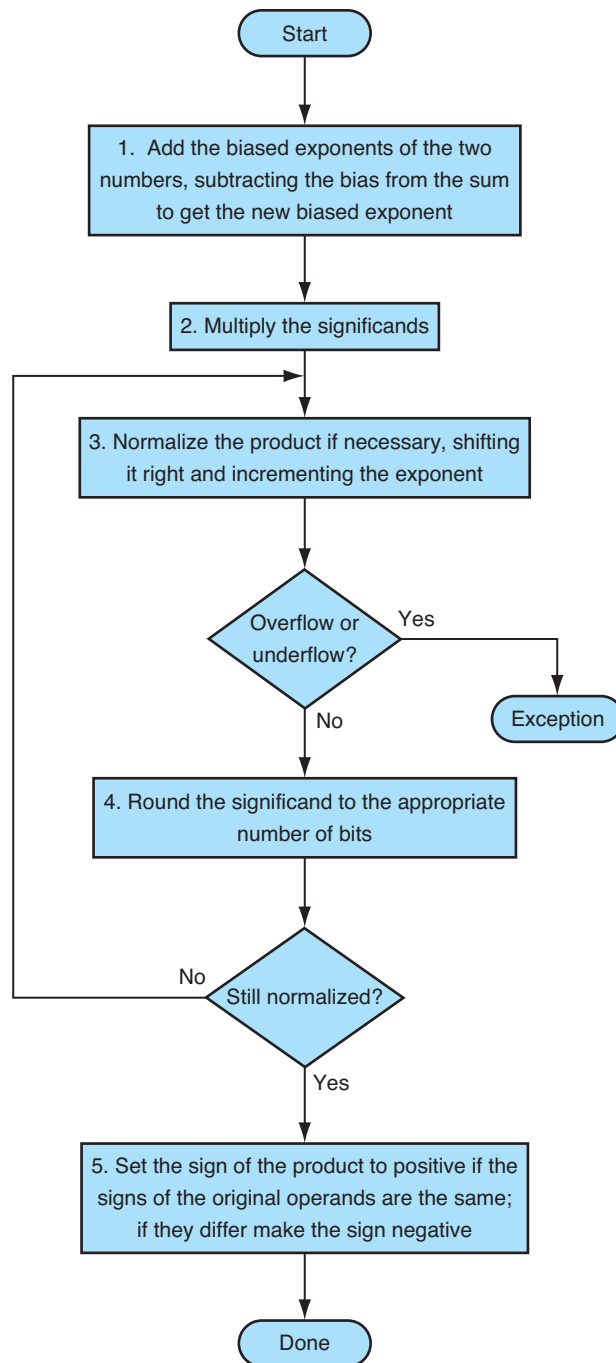 Start
1. Add the biased exponents of the two
numbers, subtracting the bias from the sum
to get the new biased exponent
2. Multiply the significands
3. Normalize the product if necessary, shifting
it right and incrementing the exponent
Overflow or
underflow?
Yes
Exception
No
4. Round the significand to the appropriate
number of bits
No
Still normalized?
Yes
5. Set the sign of the product to positive if the
signs of the original operands are the same;
if they differ make the sign negative
Done